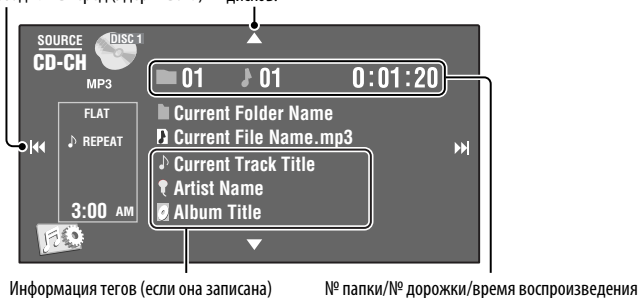 SOURCE
DISC 1
CD-CH
MP3
01 01 0:01:20
FLAT
REPEAT
3:00 AM
Current Folder Name
Current File Name.mp3
Current Track Title
Artist Name
Album Title
Информация тегов (если она записана)
№ папки/№ дорожки/время воспроизведения